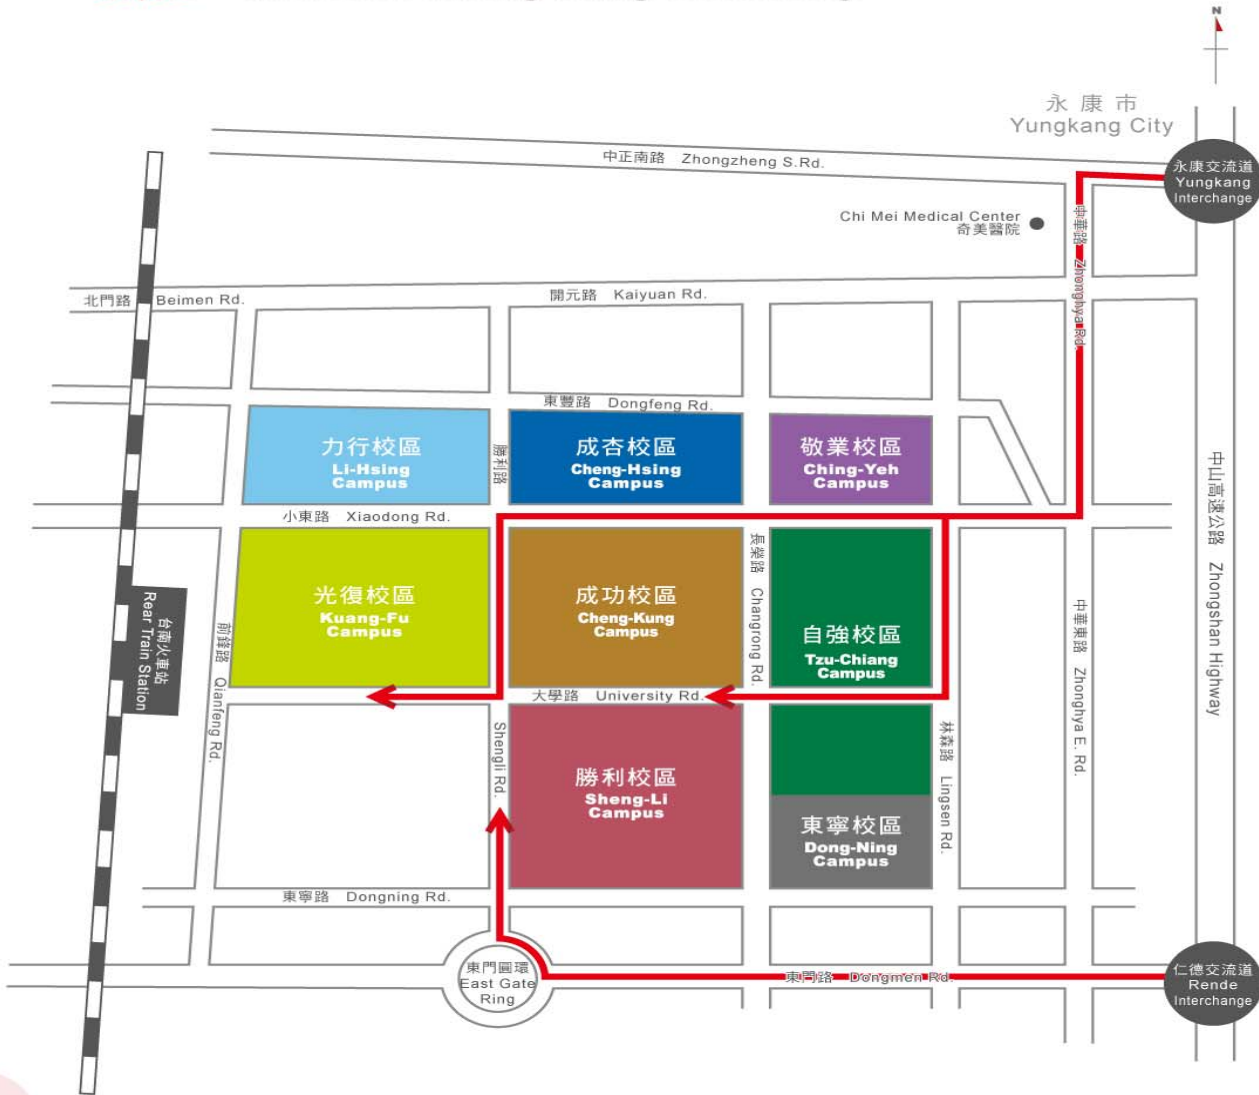 N
永康市
Yungkang City
中正南路 Zhongzheng S.Rd.
永康交流道
Yungkang
Interchange
Chi Mei Medical Center
奇美醫院
中華路 Zhonghya Rd.
北門路 Beimen Rd.
開元路 Kaiyuan Rd.
東豐路 Dongfeng Rd.
力行校區
Li-Hsing
Campus
勝利路
成杏校區
Cheng-Hsing
Campus
敬業校區
Ching-Yeh
Campus
中山高速公路 Zhongshan Highway
小東路 Xiaodong Rd.
光復校區
Kuang-Fu
Campus
成功校區
Cheng-Kung
Campus
長榮路 Changrong Rd.
自強校區
Tzu-Chiang
Campus
中華東路 Zhonghya E. Rd.
台南火車站
Rear Train Station
前鋒路 Qianfeng Rd.
大學路 University Rd.
Shengli Rd.
勝利校區
Sheng-Li
Campus
林森路 Lingsen Rd.
東寧校區
Dong-Ning
Campus
東寧路 Dongning Rd.
東門圓環
East Gate
Ring
東門路 Dongmen Rd.
仁德交流道
Rende
Interchange